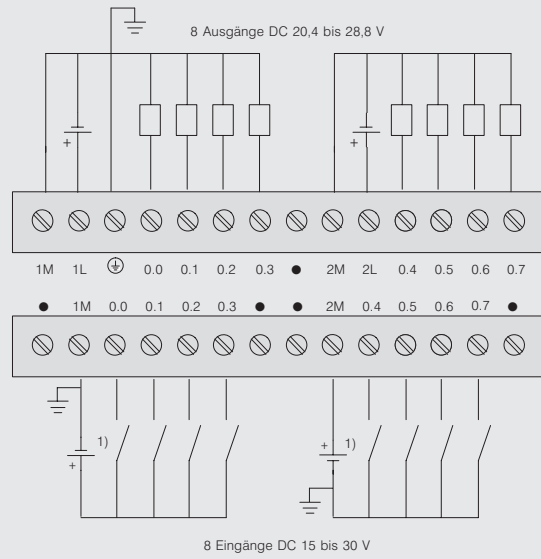 8 Ausgänge DC 20,4 bis 28,8 V
+ +
1M 1L 0.0 0.1 0.2 0.3 ● 2M 2L 0.4 0.5 0.6 0.7
● 1M 0.0 0.1 0.2 0.3 ● ● 2M 0.4 0.5 0.6 0.7 ●
1) + 1)
+
8 Eingänge DC 15 bis 30 V